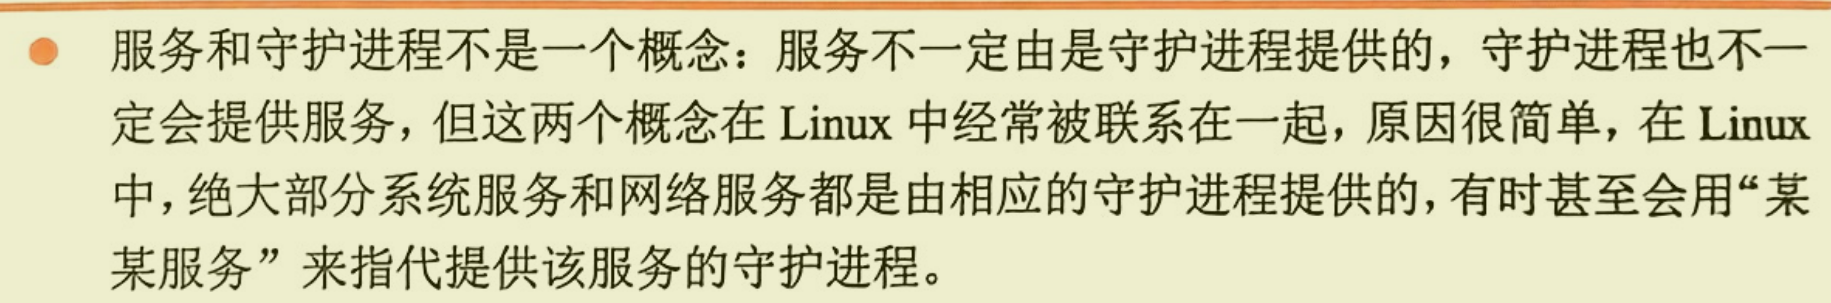 服务和守护进程不是一个概念：服务不一定由是守护进程提供的，守护进程也不一
定会提供服务，但这两个概念在 Linux 中经常被联系在一起，原因很简单，在 Linux
中，绝大部分系统服务和网络服务都是由相应的守护进程提供的，有时甚至会用“某
某服务”来指代提供该服务的守护进程。